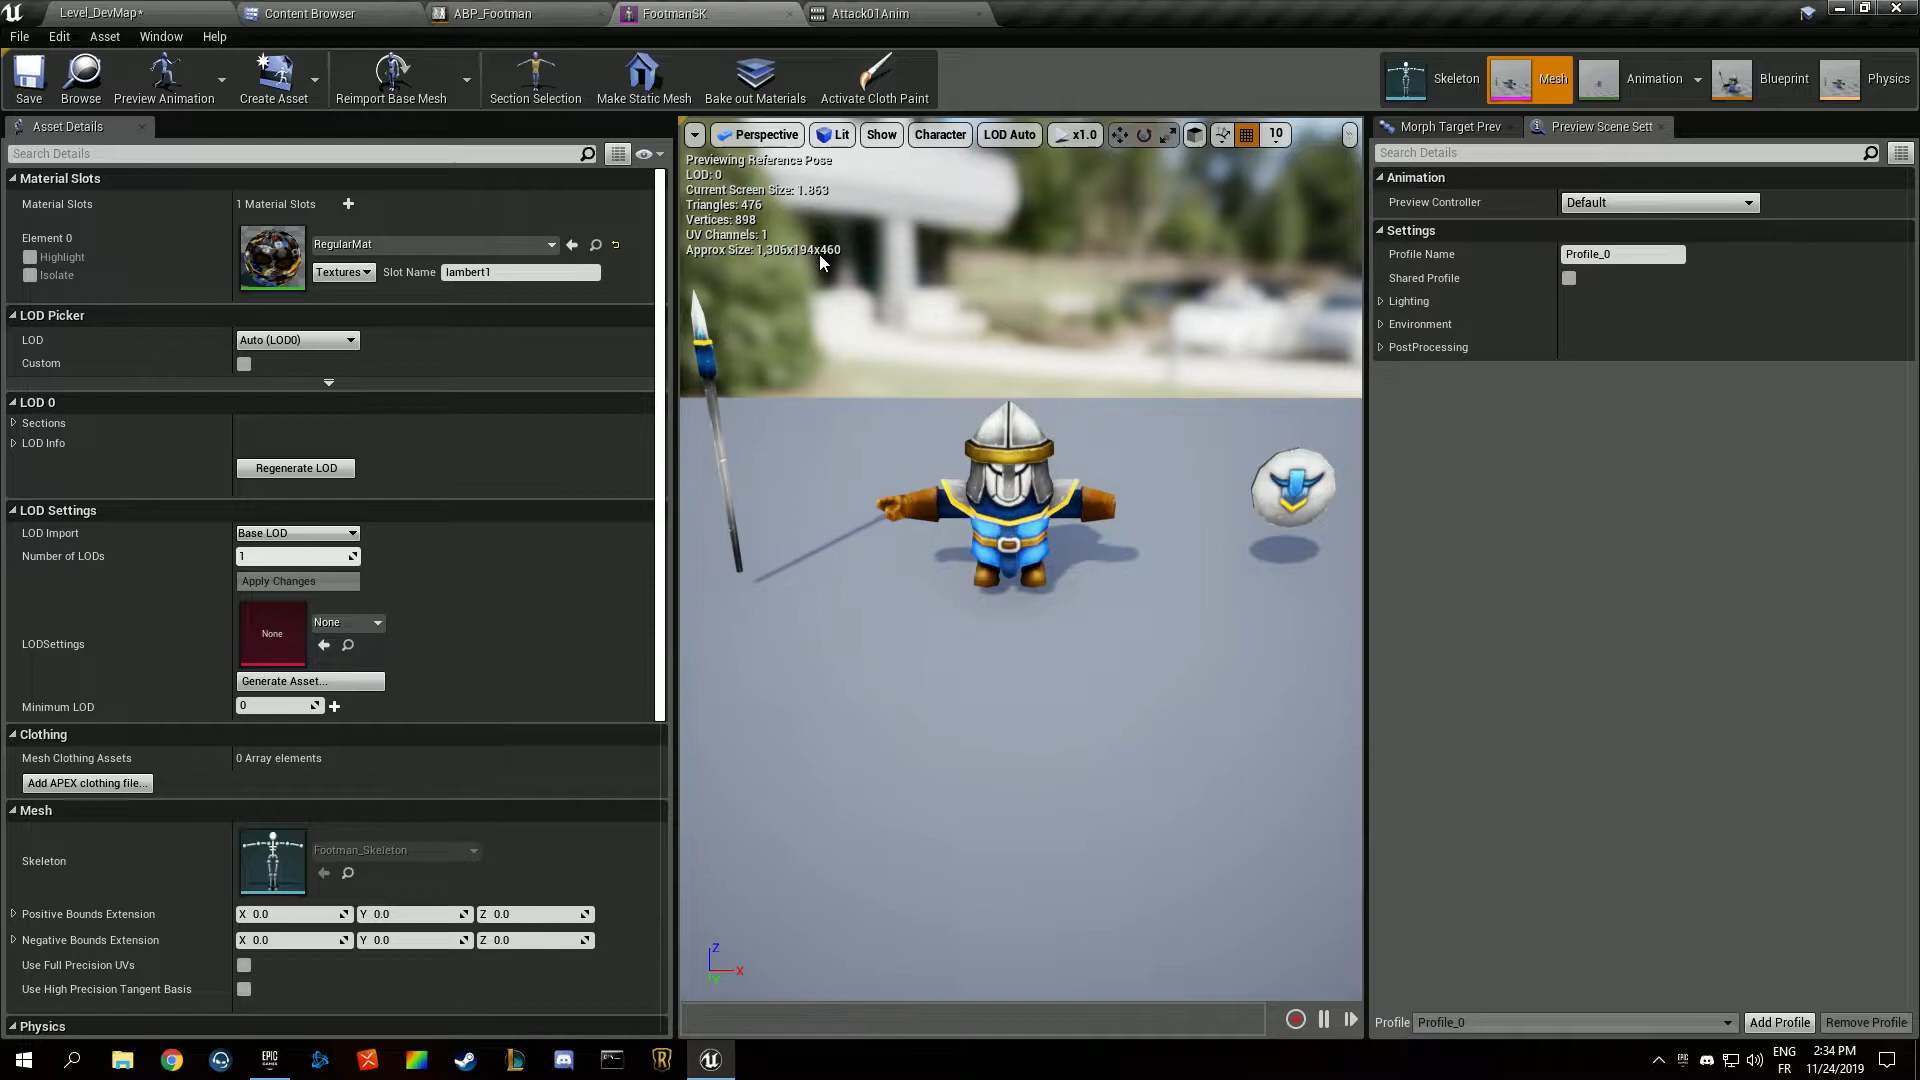 Level_DevMap*
Content Browser
ABP_Footman
FootmanSK
Attack01Anim
File Edit Asset Window Help
Save
Browse
Preview Animation
Create Asset
Reimport Base Mesh
Section Selection
Make Static Mesh
Bake out Materials
Activate Cloth Paint
Skeleton
Mesh
Animation
Blueprint
Physics
Asset Details
Search Details
Material Slots
Material Slots 1 Material Slots
Element 0
Highlight
Isolate
RegularMat
Textures Slot Name lambert1
LOD Picker
LOD Auto (LOD0)
Custom
LOD 0
Sections
LOD Info
Regenerate LOD
LOD Settings
LOD Import Base LOD
Number of LODs 1
Apply Changes
LODSettings None None
Generate Asset...
Minimum LOD 0
Clothing
Mesh Clothing Assets 0 Array elements
Add APEX clothing file...
Mesh
Skeleton Footman_Skeleton
Positive Bounds Extension X 0.0 Y 0.0 Z 0.0
Negative Bounds Extension X 0.0 Y 0.0 Z 0.0
Use Full Precision UVs
Use High Precision Tangent Basis
Physics
Perspective Lit Show Character LOD Auto x1.0 10
Previewing Reference Pose
LOD: 0
Current Screen Size: 1.863
Triangles: 476
Vertices: 898
UV Channels: 1
Approx Size: 1,306x194x460
Z
X
Y
Morph Target Prev
Preview Scene Sett
Search Details
Animation
Preview Controller Default
Settings
Profile Name Profile_0
Shared Profile
Lighting
Environment
PostProcessing
Profile Profile_0 Add Profile Remove Profile
EPIC GAMES
ENG
FR
2:34 PM
11/24/2019